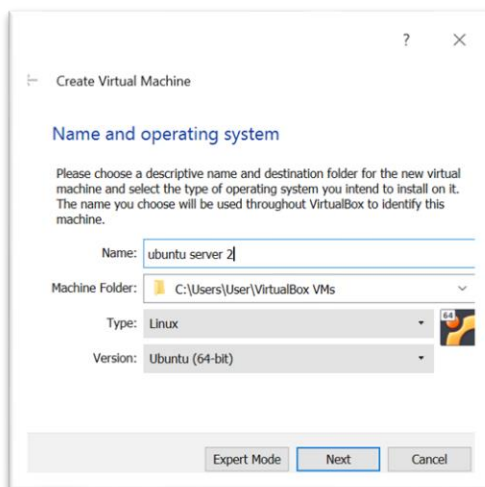 ?
×
Create Virtual Machine
Name and operating system
Please choose a descriptive name and destination folder for the new virtual
machine and select the type of operating system you intend to install on it.
The name you choose will be used throughout VirtualBox to identify this
machine.
Name: ubuntu server 2
Machine Folder: C:\Users\User\VirtualBox VMs
Type: Linux
64
Version: Ubuntu (64-bit)
Expert Mode Next Cancel